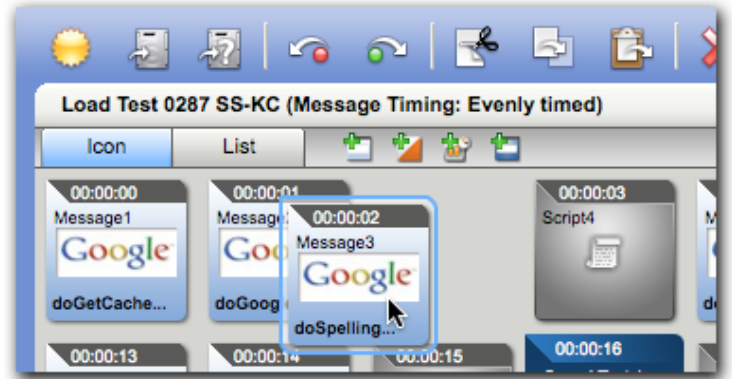 Load Test 0287 SS-KC (Message Timing: Evenly timed)
Icon
List
00:00:00
Message1
Google
doGetCache...
00:00:01
Message
Goo
doGoog
00:00:02
Message3
Google
doSpelling...
00:00:03
Script4
00:00:13
00:00:14
00:00:15
00:00:16